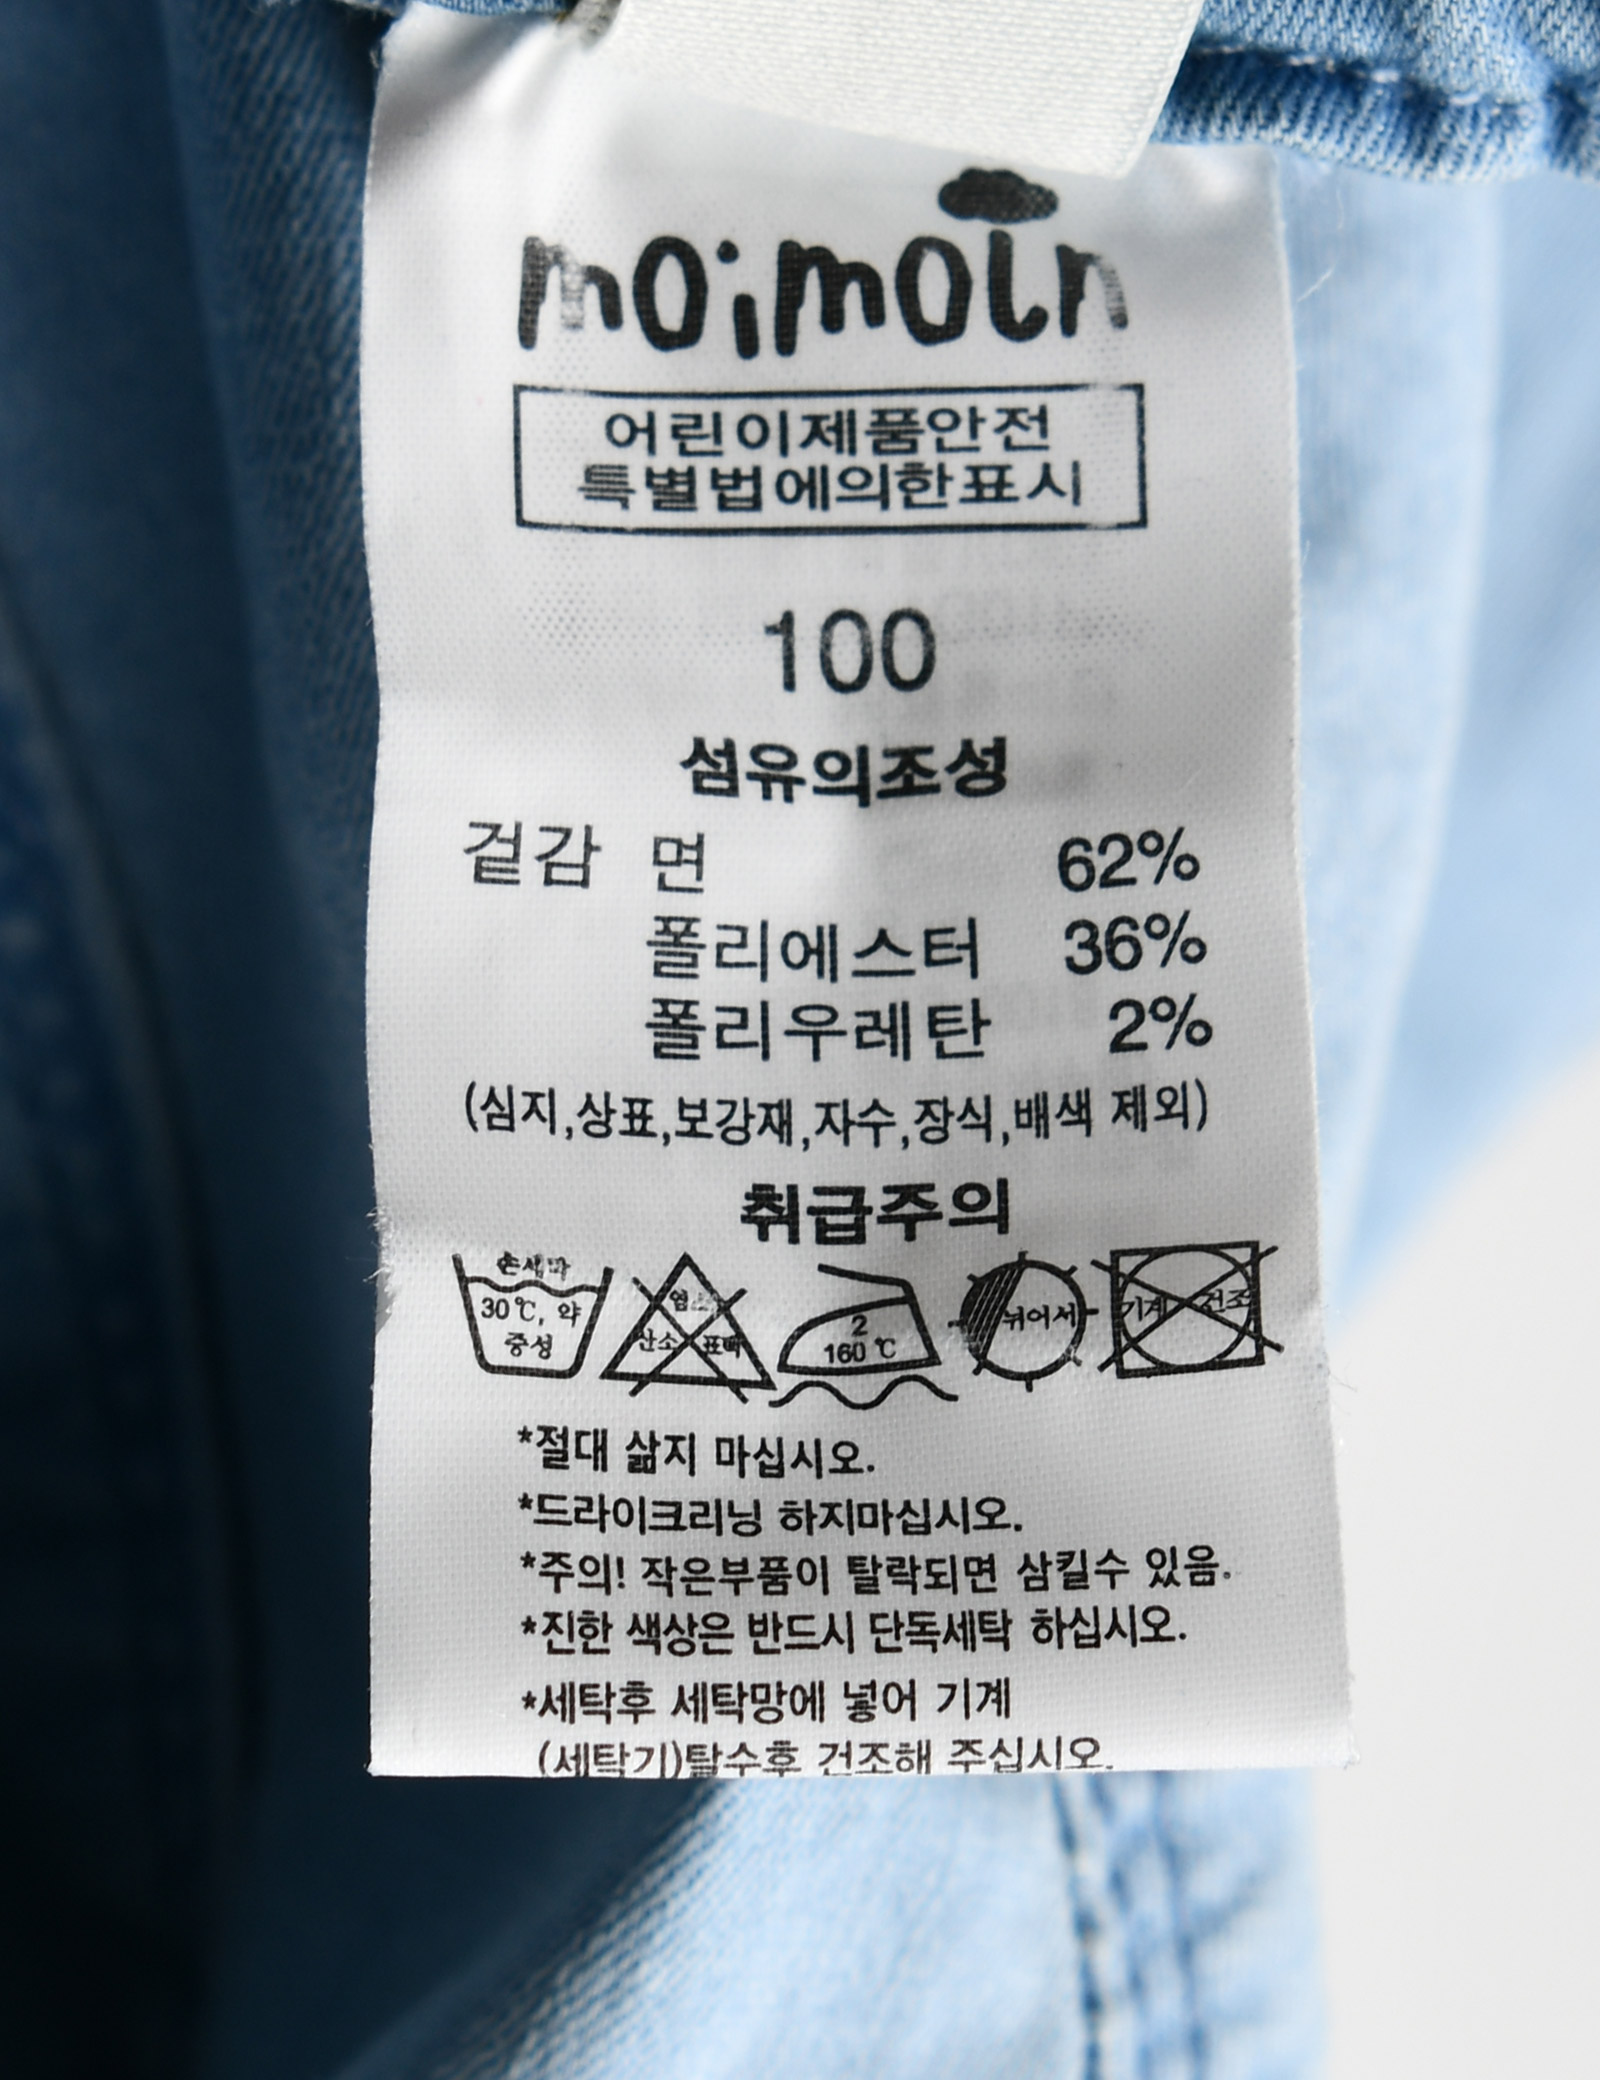 moimoln
어린이제품안전
특별법에의한표시
100
섬유의조성
겉감 면 62%
폴리에스터 36%
폴리우레탄 2%
(심지,상표,보강재,자수,장식,배색 제외)
취급주의
손세탁
30℃, 약
중성
염소
산소 표백
2
160℃
뉘어서
기계 건조
*절대 삶지 마십시오.
*드라이크리닝 하지마십시오.
*주의! 작은부품이 탈락되면 삼킬수 있음.
*진한 색상은 반드시 단독세탁 하십시오.
*세탁후 세탁망에 넣어 기계
(세탁기)탈수후 건조해 주십시오.